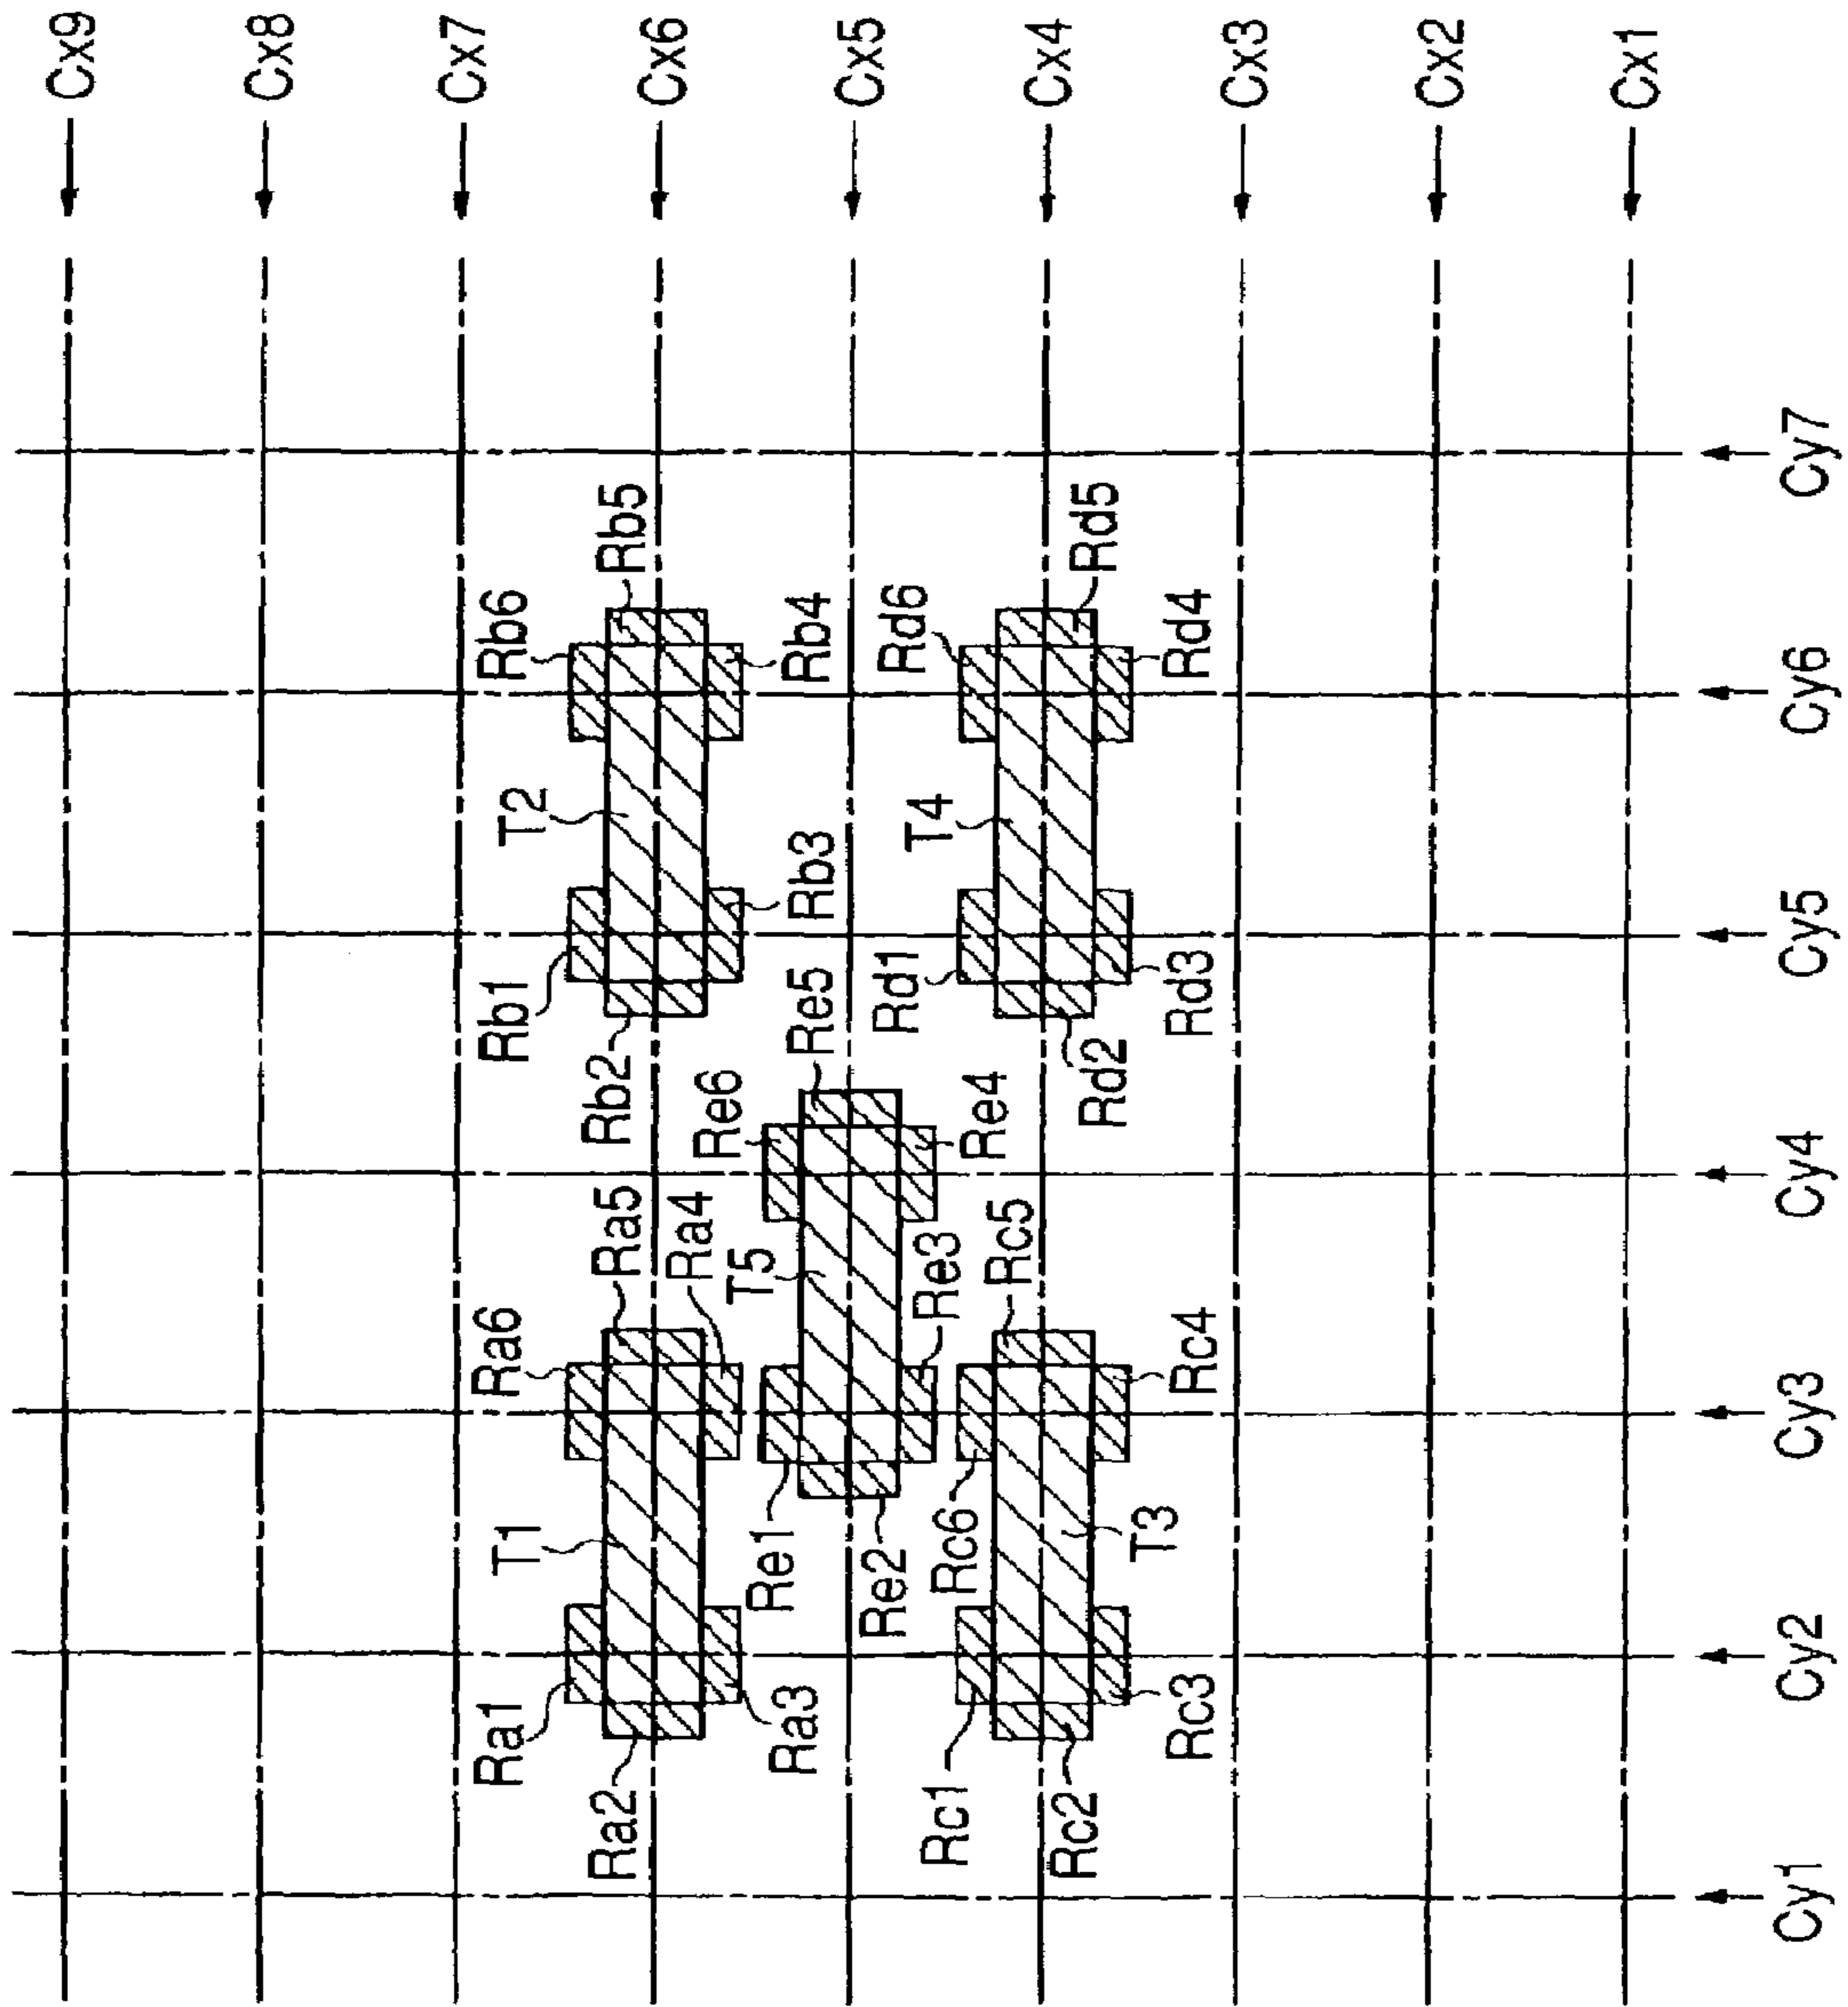 Cx9
Cx8
Cx7
Cx6
Cx5
Cx4
Cx3
Cx2
Cx1
Ra1
T1
Ra6
Rb1
T2
Rb6
Ra2
Ra5
Rb2
Rb5
Ra3
Ra4
Re6
Rb3
Rb4
Re1
T5
Re5
Re2
Re3
Re4
Rd1
T4
Rd6
Rc1
Rc6
Rc5
Rc2
Rd2
Rd5
Rc3
T3
Rc4
Rd3
Rd4
Cy1
Cy2
Cy3
Cy4
Cy5
Cy6
Cy7